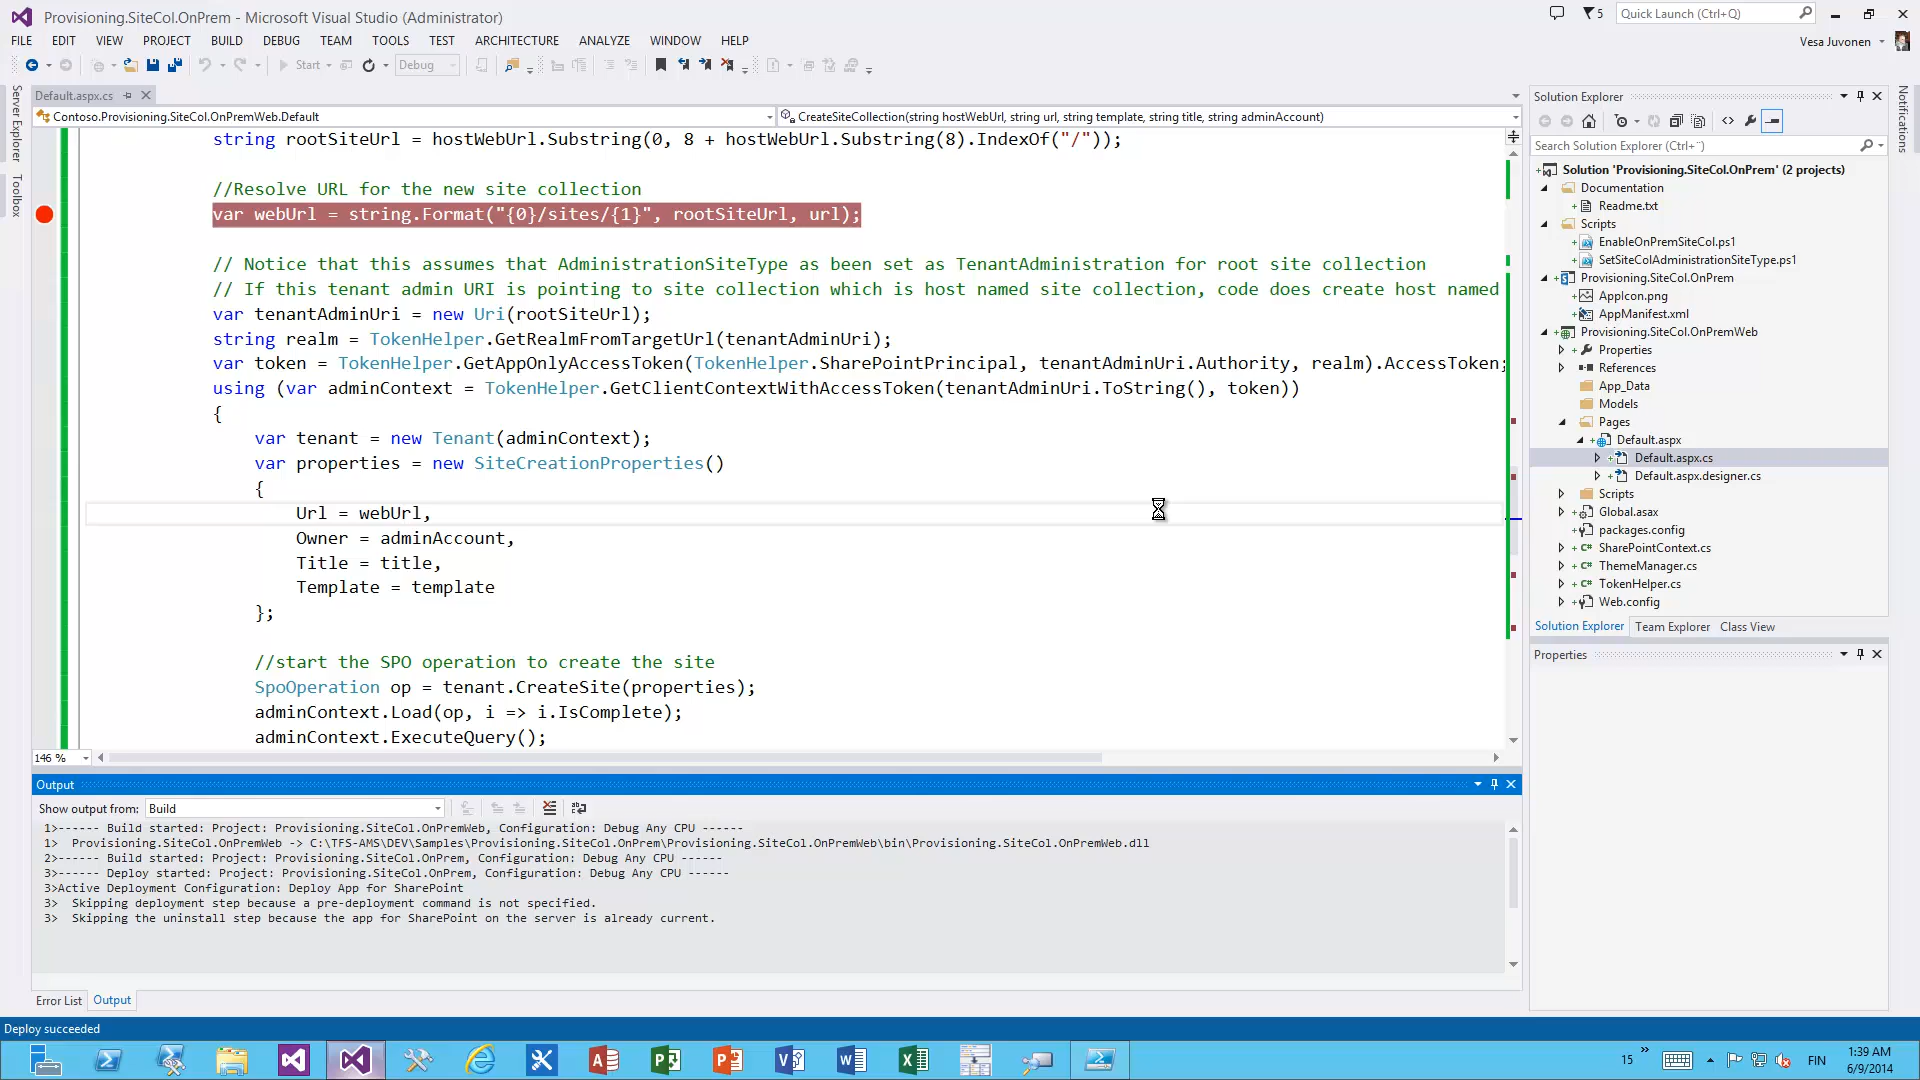 Provisioning.SiteCol.OnPrem - Microsoft Visual Studio (Administrator)
5
Quick Launch (Ctrl+Q)
FILE EDIT VIEW PROJECT BUILD DEBUG TEAM TOOLS TEST ARCHITECTURE ANALYZE WINDOW HELP
Vesa Juvonen
Start
Debug
Server Explorer
Toolbox
Default.aspx.cs
Contoso.Provisioning.SiteCol.OnPremWeb.Default
CreateSiteCollection(string hostWebUrl, string url, string template, string title, string adminAccount)
string rootSiteUrl = hostWebUrl.Substring(0, 8 + hostWebUrl.Substring(8).IndexOf("/"));
//Resolve URL for the new site collection
var webUrl = string.Format("{0}/sites/{1}", rootSiteUrl, url);
// Notice that this assumes that AdministrationSiteType as been set as TenantAdministration for root site collection
// If this tenant admin URI is pointing to site collection which is host named site collection, code does create host named
var tenantAdminUri = new Uri(rootSiteUrl);
string realm = TokenHelper.GetRealmFromTargetUrl(tenantAdminUri);
var token = TokenHelper.GetAppOnlyAccessToken(TokenHelper.SharePointPrincipal, tenantAdminUri.Authority, realm).AccessToken;
using (var adminContext = TokenHelper.GetClientContextWithAccessToken(tenantAdminUri.ToString(), token))
{
var tenant = new Tenant(adminContext);
var properties = new SiteCreationProperties()
{
Url = webUrl,
Owner = adminAccount,
Title = title,
Template = template
};
//start the SPO operation to create the site
SpoOperation op = tenant.CreateSite(properties);
adminContext.Load(op, i => i.IsComplete);
adminContext.ExecuteQuery();
146 %
Output
Show output from: Build
1>------ Build started: Project: Provisioning.SiteCol.OnPremWeb, Configuration: Debug Any CPU ------
1>  Provisioning.SiteCol.OnPremWeb -> C:\TFS-AMS\DEV\Samples\Provisioning.SiteCol.OnPrem\Provisioning.SiteCol.OnPremWeb\bin\Provisioning.SiteCol.OnPremWeb.dll
2>------ Build started: Project: Provisioning.SiteCol.OnPrem, Configuration: Debug Any CPU ------
3>------ Deploy started: Project: Provisioning.SiteCol.OnPrem, Configuration: Debug Any CPU ------
3>Active Deployment Configuration: Deploy App for SharePoint
3>  Skipping deployment step because a pre-deployment command is not specified.
3>  Skipping the uninstall step because the app for SharePoint on the server is already current.
Error List Output
Deploy succeeded
Solution Explorer
Search Solution Explorer (Ctrl+¨)
Solution 'Provisioning.SiteCol.OnPrem' (2 projects)
Documentation
Readme.txt
Scripts
EnableOnPremSiteCol.ps1
SetSiteColAdministrationSiteType.ps1
Provisioning.SiteCol.OnPrem
AppIcon.png
AppManifest.xml
Provisioning.SiteCol.OnPremWeb
Properties
References
App_Data
Models
Pages
Default.aspx
Default.aspx.cs
Default.aspx.designer.cs
Scripts
Global.asax
packages.config
SharePointContext.cs
ThemeManager.cs
TokenHelper.cs
Web.config
Solution Explorer Team Explorer Class View
Properties
Notifications
15
FIN
1:39 AM
6/9/2014